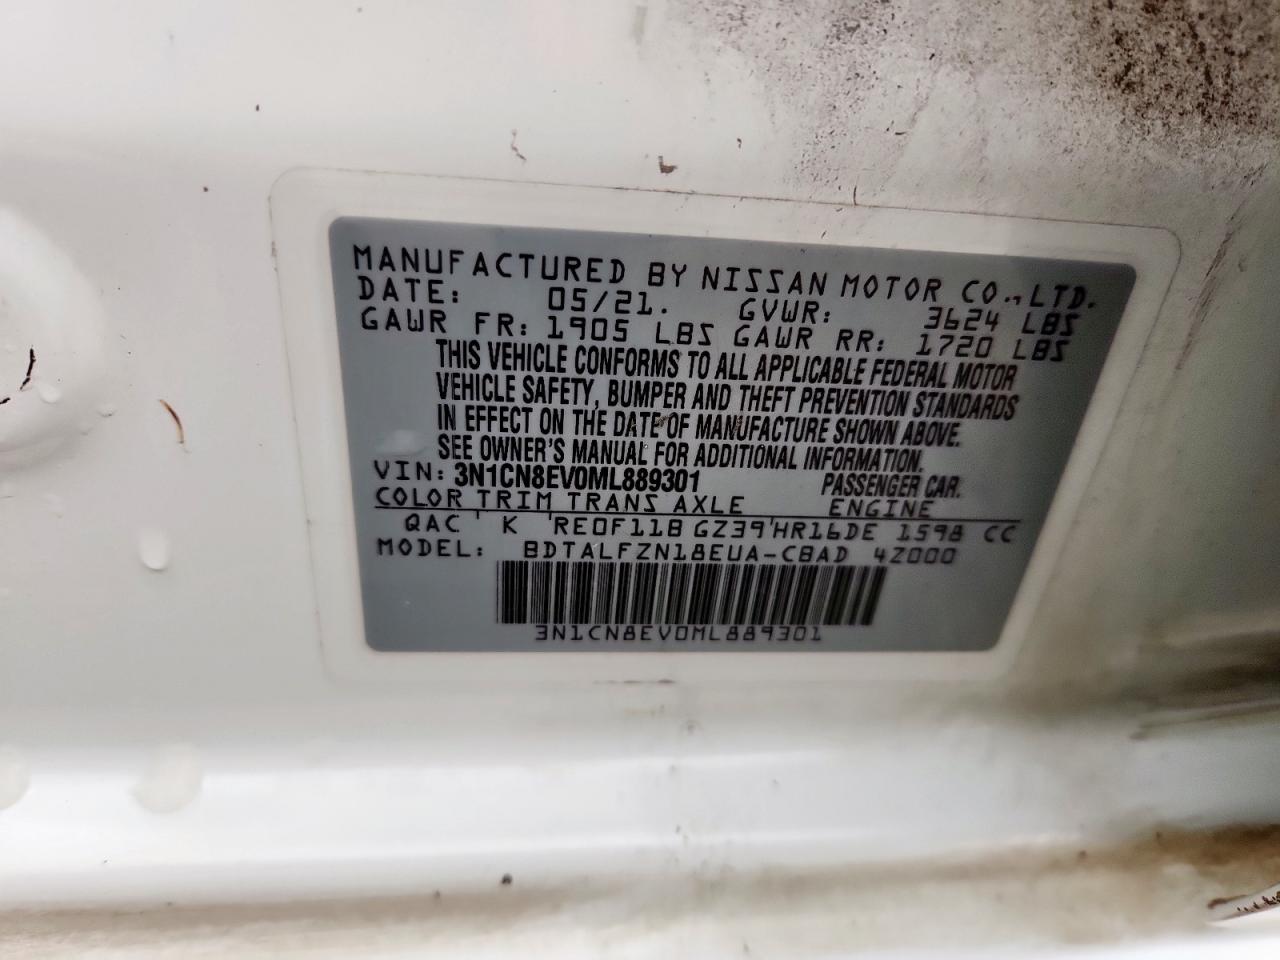 MANUFACTURED BY NISSAN MOTOR CO., LTD.
DATE: 05/21. GVWR: 3624 LBS
GAWR FR: 1905 LBS GAWR RR: 1720 LBS
THIS VEHICLE CONFORMS TO ALL APPLICABLE FEDERAL MOTOR
VEHICLE SAFETY, BUMPER AND THEFT PREVENTION STANDARDS
IN EFFECT ON THE DATE OF MANUFACTURE SHOWN ABOVE.
SEE OWNER'S MANUAL FOR ADDITIONAL INFORMATION.
VIN: 3N1CN8EV0ML889301 PASSENGER CAR.
COLOR TRIM TRANS AXLE ENGINE
QAC ' K 'RE0F11B GZ39'HR16DE 1598 CC
MODEL: BDTALFZN18EUA-CBAD 4Z000
3N1CN8EV0ML889301